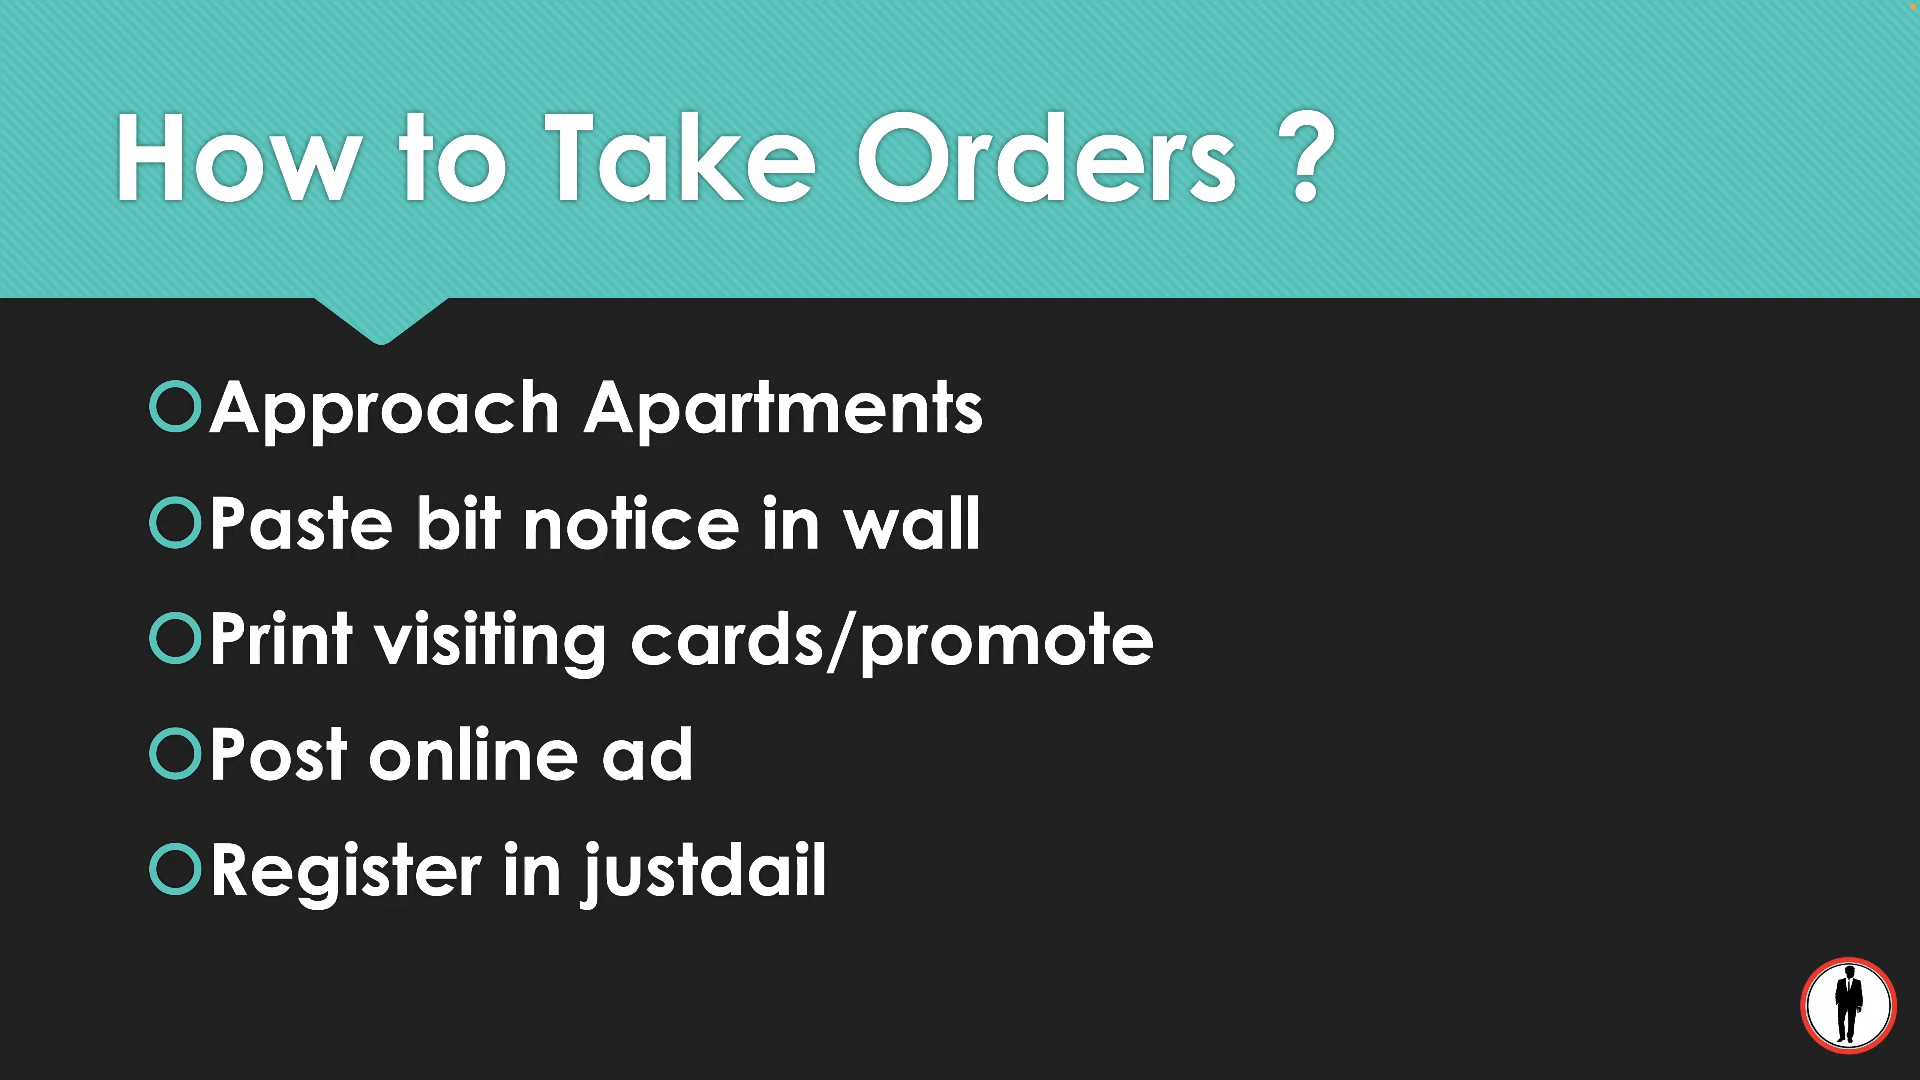 How to Take Orders ?
Approach Apartments
Paste bit notice in wall
Print visiting cards/promote
Post online ad
Register in justdail